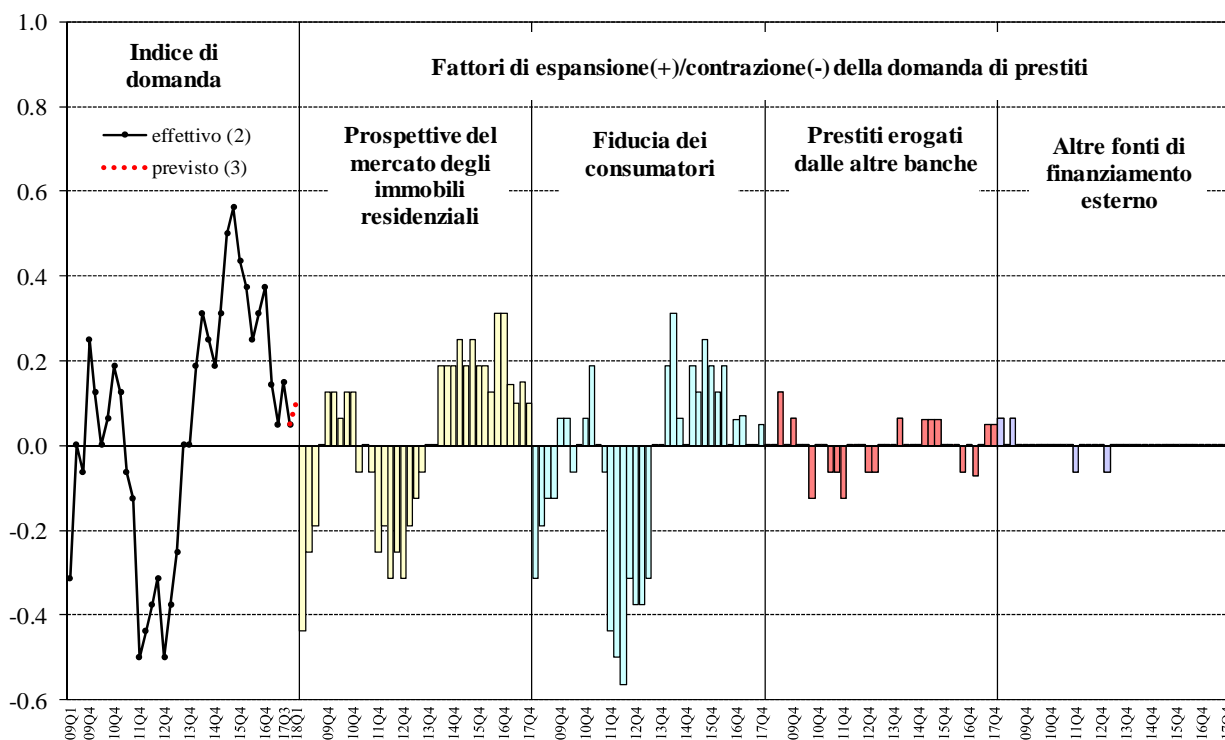 1.0
0.8
0.6
0.4
0.2
0.0
-0.2
-0.4
-0.6
Indice di
domanda
effettivo (2)
previsto (3)
Fattori di espansione(+)/contrazione(-) della domanda di prestiti
Prospettive del
mercato degli
immobili
residenziali
Fiducia dei
consumatori
Prestiti erogati
dalle altre banche
Altre fonti di
finanziamento
esterno
09Q1
09Q4
10Q4
11Q4
12Q4
13Q4
14Q4
15Q4
16Q4
17Q3
18Q1
09Q4
10Q4
11Q4
12Q4
13Q4
14Q4
15Q4
16Q4
17Q4
09Q4
10Q4
11Q4
12Q4
13Q4
14Q4
15Q4
16Q4
17Q4
09Q4
10Q4
11Q4
12Q4
13Q4
14Q4
15Q4
16Q4
17Q4
09Q4
10Q4
11Q4
12Q4
13Q4
14Q4
15Q4
16Q4